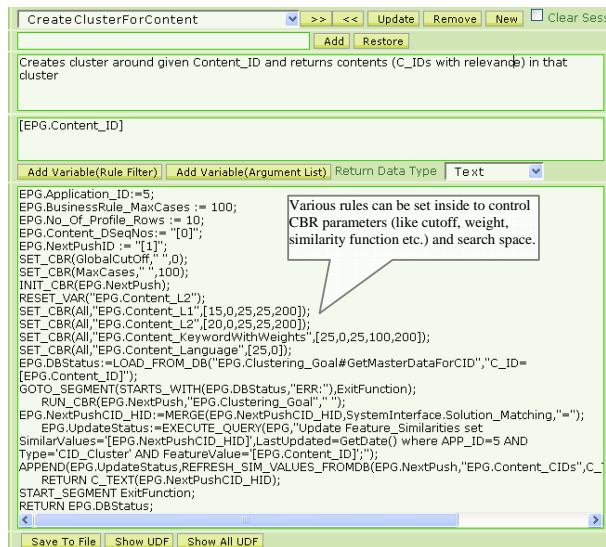 CreateClusterForContent >> << Update Remove New Clear Sess
Add Restore
Creates cluster around given Content_ID and returns contents (C_IDs with relevance) in that
cluster
[EPG.Content_ID]
Add Variable(Rule Filter) Add Variable(Argument List) Return Data Type Text
EPG.Application_ID:=5;
EPG.BusinessRule_MaxCases := 100;
EPG.No_Of_Profile_Rows := 10;
EPG.Content_DSeqNos:= "[0]";
EPG.NextPushID := "[1]";
SET_CBR(GlobalCutOff," ",0);
SET_CBR(MaxCases," ",100);
INIT_CBR(EPG.NextPush);
RESET_VAR("EPG.Content_L2");
SET_CBR(All,"EPG.Content_L1",[15,0,25,25,200]);
SET_CBR(All,"EPG.Content_L2",[20,0,25,25,200]);
SET_CBR(All,"EPG.Content_KeywordWithWeights",[25,0,25,100,200]);
SET_CBR(All,"EPG.Content_Language",[25,0]);
EPG.DBStatus:=LOAD_FROM_DB("EPG.Clustering_Goal#GetMasterDataForCID","C_ID=
[EPG.Content_ID]");
GOTO_SEGMENT(STARTS_WITH(EPG.DBStatus,"ERR:"),ExitFunction);
RUN_CBR(EPG.NextPush,"EPG.Clustering_Goal"," ");
EPG.NextPushCID_HID:=MERGE(EPG.NextPushCID_HID,SystemInterface.Solution_Matching,"=");
EPG.UpdateStatus:=EXECUTE_QUERY(EPG,"Update Feature_Similarities set
SimilarValues='[EPG.NextPushCID_HID]',LastUpdated=GetDate() where APP_ID=5 AND
Type='CID_Cluster' AND FeatureValue='[EPG.Content_ID]';");
APPEND(EPG.UpdateStatus,REFRESH_SIM_VALUES_FROMDB(EPG.NextPush,"EPG.Content_CIDs",C_
RETURN C_TEXT(EPG.NextPushCID_HID);
START_SEGMENT ExitFunction;
RETURN EPG.DBStatus;
Various rules can be set inside to control
CBR parameters (like cutoff, weight,
similarity function etc.) and search space.
Save To File Show UDF Show All UDF